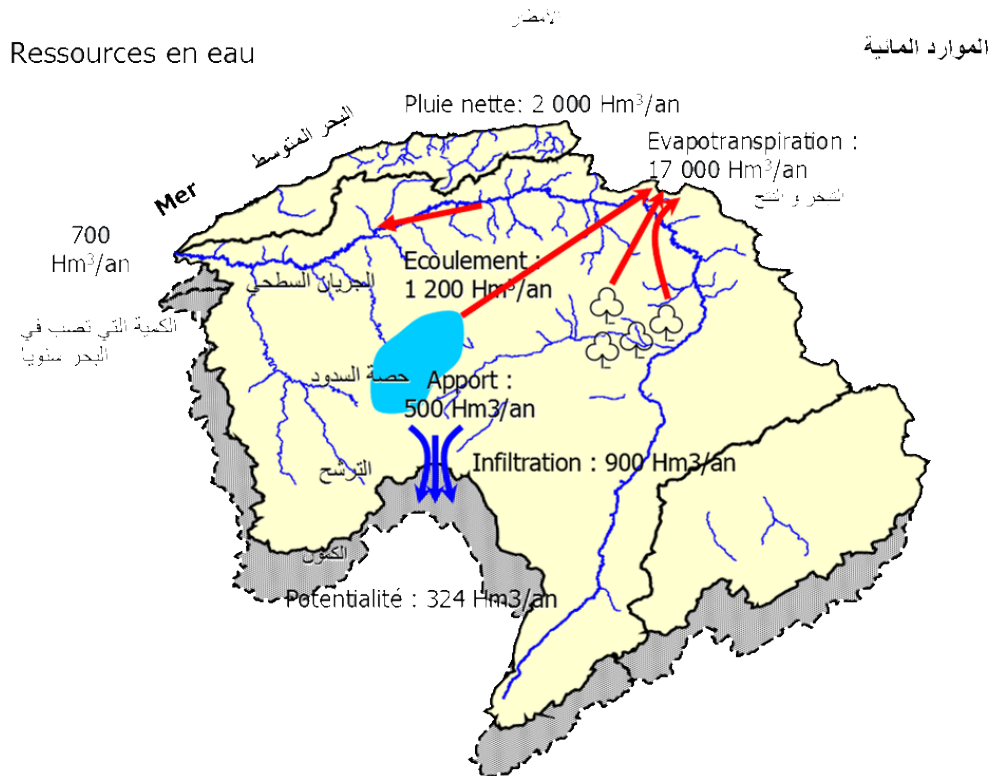 الأمطار
Ressources en eau
الموارد المائية
Pluie nette: 2 000 Hm³/an
البحر المتوسط
Mer
Evapotranspiration :
17 000 Hm³/an
التبخر و النتح
700
Hm³/an
Ecoulement :
1 200 Hm³/an
الجريان السطحي
الكمية التي تصب في
البحر سنويا
حصة السدود
Apport :
500 Hm3/an
الترشح
Infiltration : 900 Hm3/an
الكمون
Potentialité : 324 Hm3/an